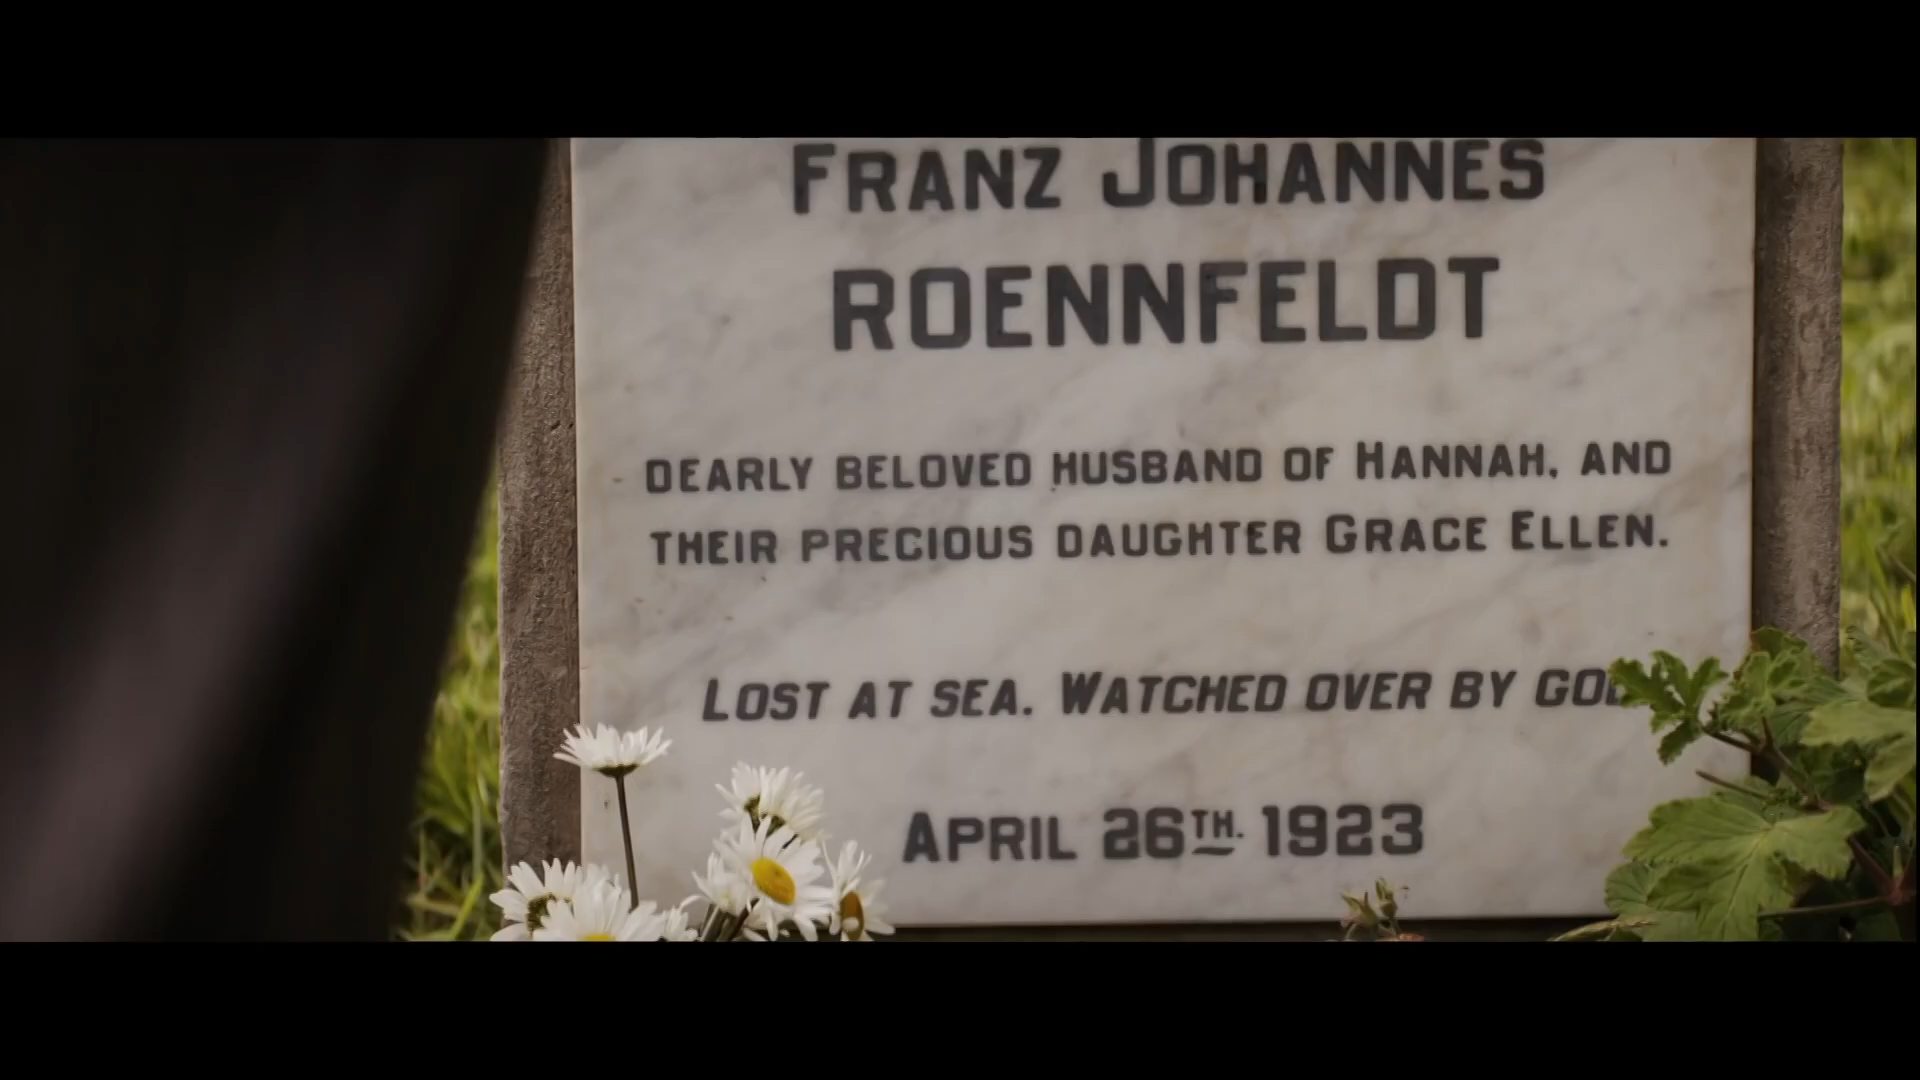 FRANZ JOHANNES
ROENNFELDT
DEARLY BELOVED HUSBAND OF HANNAH, AND
THEIR PRECIOUS DAUGHTER GRACE ELLEN.
LOST AT SEA. WATCHED OVER BY GOD
APRIL 26TH. 1923